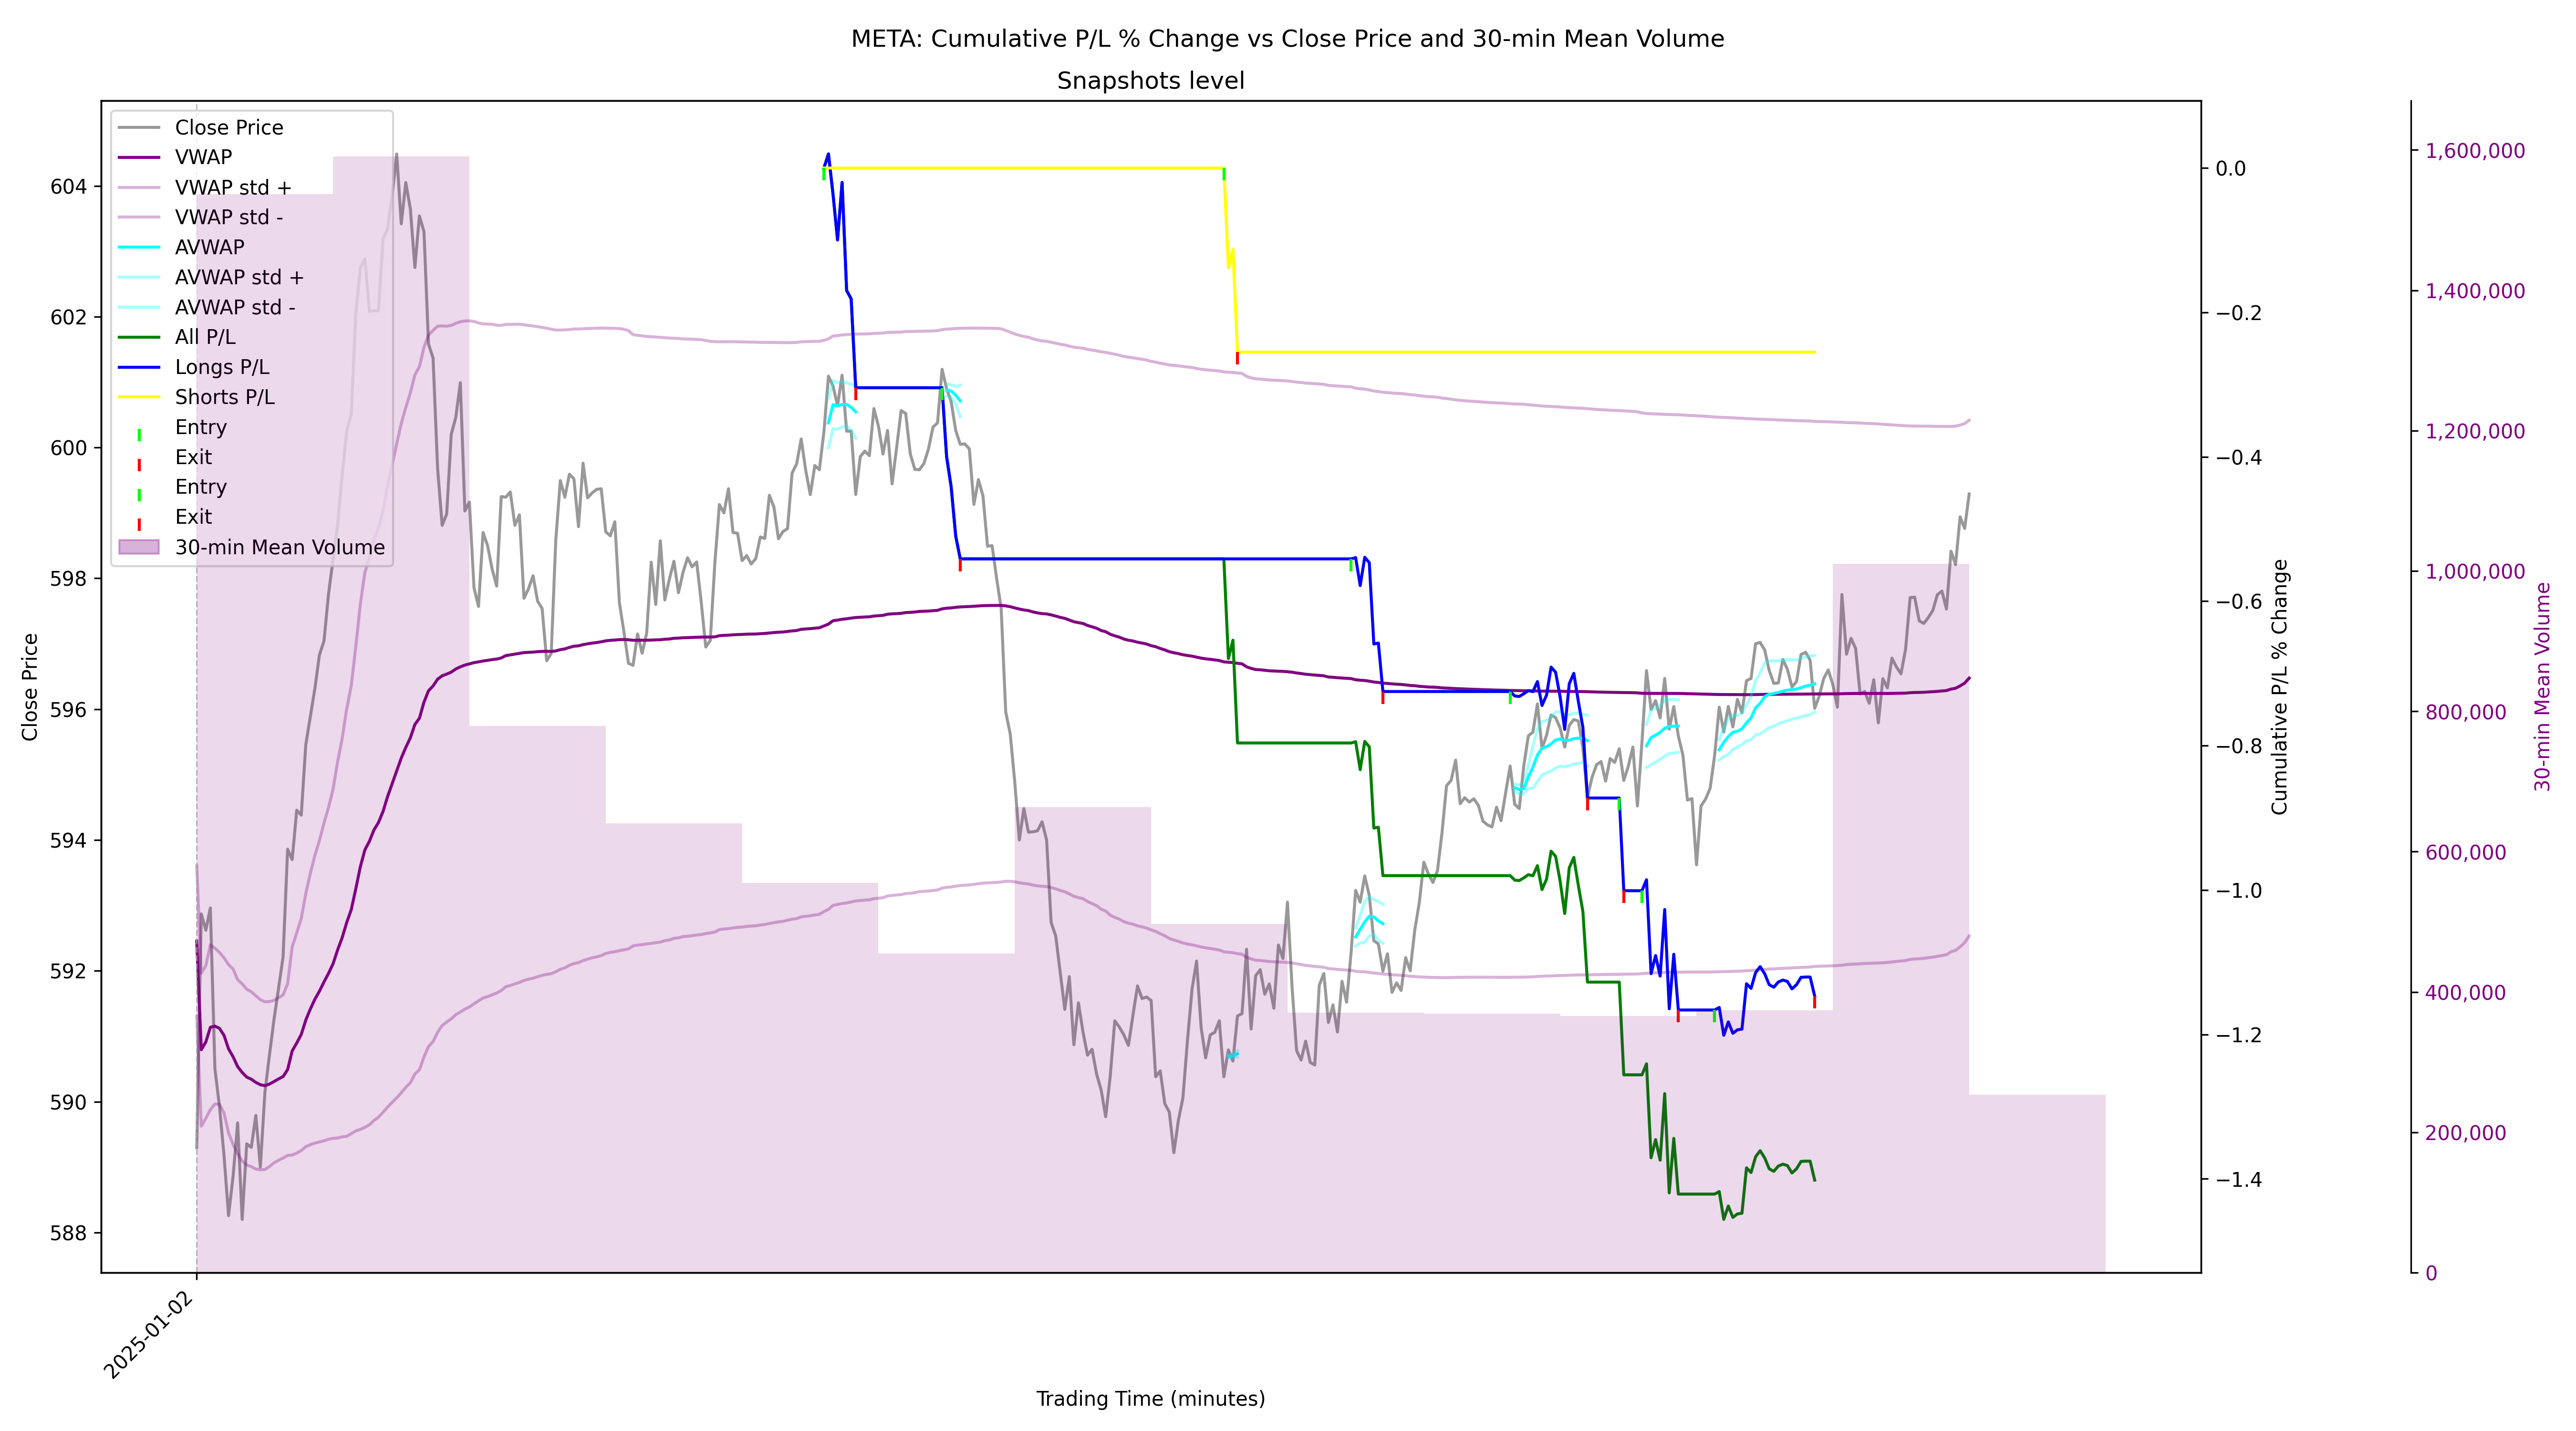 META: Cumulative P/L % Change vs Close Price and 30-min Mean Volume
Snapshots level
Close Price
VWAP
VWAP std +
VWAP std -
AVWAP
AVWAP std +
AVWAP std -
All P/L
Longs P/L
Shorts P/L
Entry
Exit
Entry
Exit
30-min Mean Volume
604
602
600
598
596
594
592
590
588
Close Price
0.0
−0.2
−0.4
−0.6
−0.8
−1.0
−1.2
−1.4
Cumulative P/L % Change
1,600,000
1,400,000
1,200,000
1,000,000
800,000
600,000
400,000
200,000
0
30-min Mean Volume
2025-01-02
Trading Time (minutes)